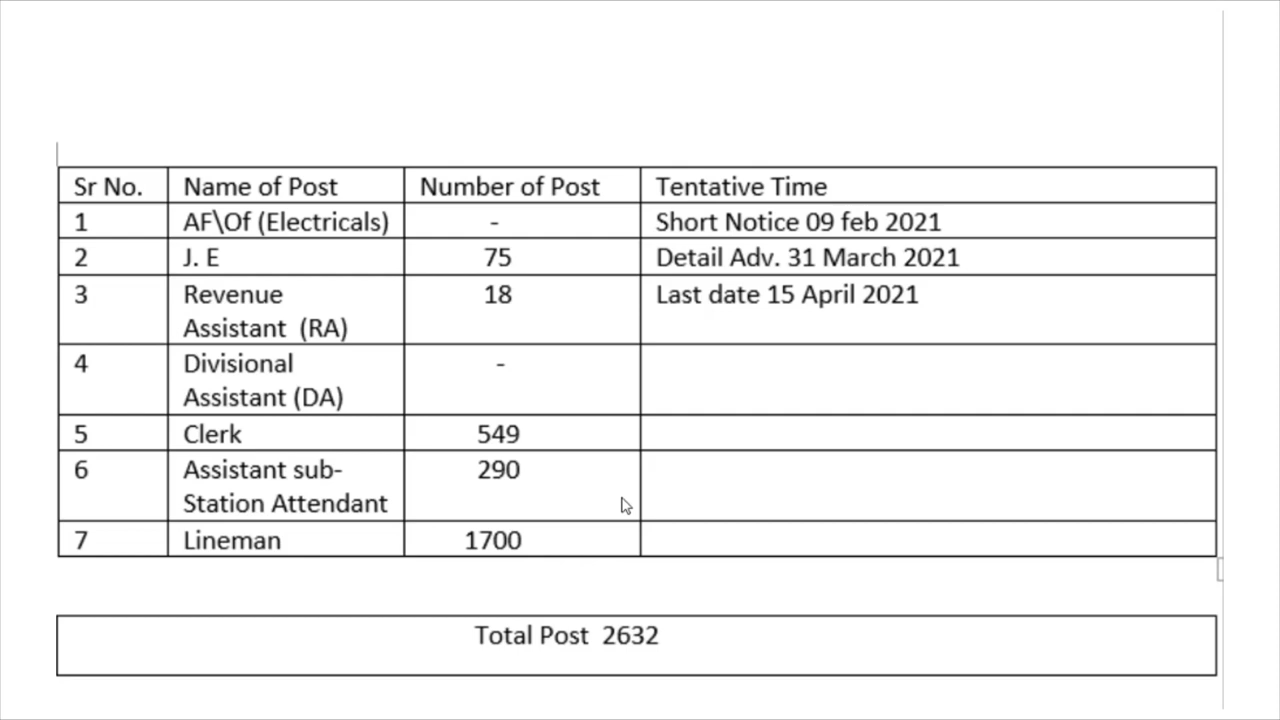 Sr No. Name of Post Number of Post Tentative Time
1 AF\Of (Electricals) - Short Notice 09 feb 2021
2 J. E 75 Detail Adv. 31 March 2021
3 Revenue 18 Last date 15 April 2021
Assistant (RA)
4 Divisional -
Assistant (DA)
5 Clerk 549
6 Assistant sub- 290
Station Attendant
7 Lineman 1700
Total Post 2632